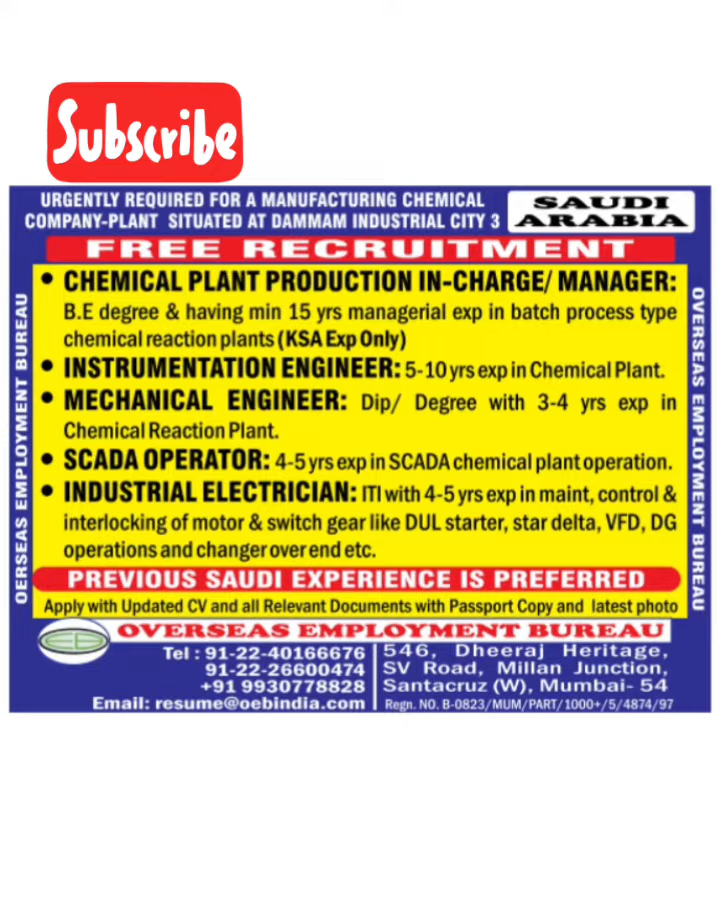 Subscribe
URGENTLY REQUIRED FOR A MANUFACTURING CHEMICAL
COMPANY-PLANT SITUATED AT DAMMAM INDUSTRIAL CITY 3
SAUDI
ARABIA
FREE RECRUITMENT
OERSEAS EMPLOYMENT BUREAU
• CHEMICAL PLANT PRODUCTION IN-CHARGE/ MANAGER:
B.E degree & having min 15 yrs managerial exp in batch process type
chemical reaction plants (KSA Exp Only)
• INSTRUMENTATION ENGINEER: 5-10 yrs exp in Chemical Plant.
• MECHANICAL ENGINEER: Dip/ Degree with 3-4 yrs exp in
Chemical Reaction Plant.
• SCADA OPERATOR: 4-5 yrs exp in SCADA chemical plant operation.
• INDUSTRIAL ELECTRICIAN: ITI with 4-5 yrs exp in maint, control &
interlocking of motor & switch gear like DUL starter, star delta, VFD, DG
operations and changer over end etc.
OVERSEAS EMPLOYMENT BUREAU
PREVIOUS SAUDI EXPERIENCE IS PREFERRED
Apply with Updated CV and all Relevant Documents with Passport Copy and latest photo
OVERSEAS EMPLOYMENT BUREAU
Tel : 91-22-40166676
91-22-26600474
+91 9930778828
Email: resume@oebindia.com
546, Dheeraj Heritage,
SV Road, Millan Junction,
Santacruz (W), Mumbai- 54
Regn. NO. B-0823/MUM/PART/1000+/5/4874/97